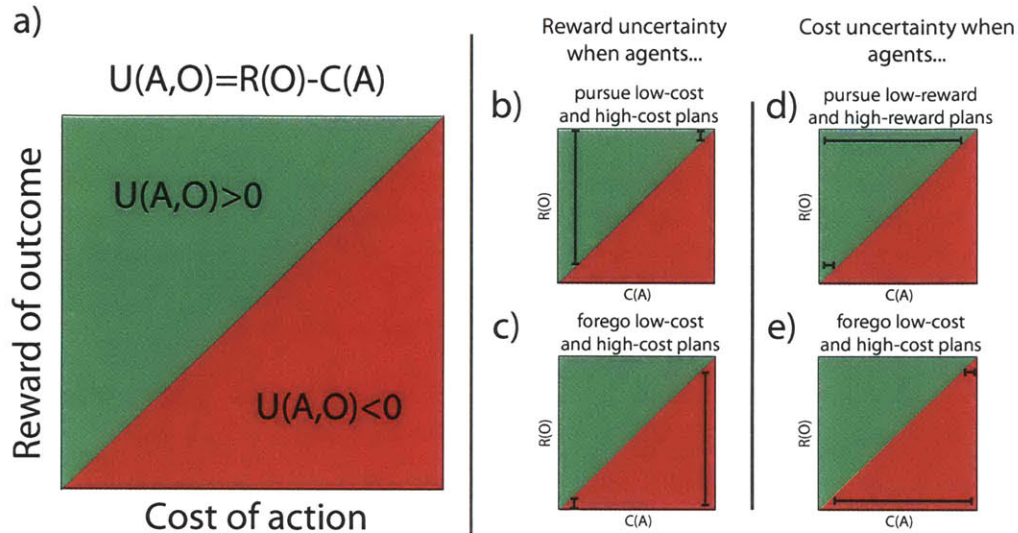 a)
U(A,O)=R(O)-C(A)
Reward of outcome
U(A,O)>0
U(A,O)<0
Cost of action
Reward uncertainty
when agents...
b)
pursue low-cost
and high-cost plans
R(O)
C(A)
c)
forego low-cost
and high-cost plans
R(O)
C(A)
Cost uncertainty when
agents...
d)
pursue low-reward
and high-reward plans
R(O)
C(A)
e)
forego low-cost
and high-cost plans
R(O)
C(A)